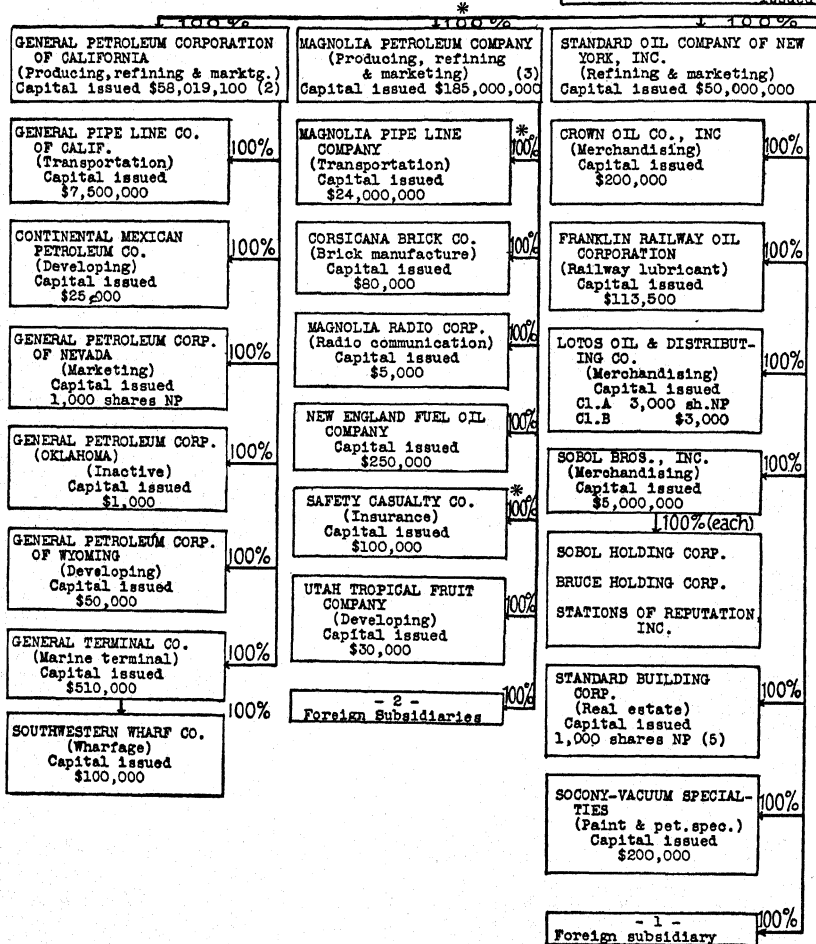 issued
*
100%
100%
100%
GENERAL PETROLEUM CORPORATION
OF CALIFORNIA
(Producing,refining & marktg.)
Capital issued $58,019,100 (2)
GENERAL PIPE LINE CO.
OF CALIF.
(Transportation)
Capital issued
$7,500,000
100%
CONTINENTAL MEXICAN
PETROLEUM CO.
(Developing)
Capital issued
$25,000
100%
GENERAL PETROLEUM CORP.
OF NEVADA
(Marketing)
Capital issued
1,000 shares NP
100%
GENERAL PETROLEUM CORP.
(OKLAHOMA)
(Inactive)
Capital issued
$1,000
100%
GENERAL PETROLEUM CORP.
OF WYOMING
(Developing)
Capital issued
$50,000
100%
GENERAL TERMINAL CO.
(Marine terminal)
Capital issued
$510,000
100%
SOUTHWESTERN WHARF CO.
(Wharfage)
Capital issued
$100,000
100%
MAGNOLIA PETROLEUM COMPANY
(Producing, refining
& marketing) (3)
Capital issued $185,000,000
MAGNOLIA PIPE LINE
COMPANY
(Transportation)
Capital issued
$24,000,000
*
100%
CORSICANA BRICK CO.
(Brick manufacture)
Capital issued
$80,000
100%
MAGNOLIA RADIO CORP.
(Radio communication)
Capital issued
$5,000
100%
NEW ENGLAND FUEL OIL
COMPANY
Capital issued
$250,000
100%
SAFETY CASUALTY CO.
(Insurance)
Capital issued
$100,000
*
100%
UTAH TROPICAL FRUIT
COMPANY
(Developing)
Capital issued
$30,000
100%
- 2 -
Foreign Subsidiaries
100%
STANDARD OIL COMPANY OF NEW
YORK, INC.
(Refining & marketing)
Capital issued $50,000,000
CROWN OIL CO., INC
(Merchandising)
Capital issued
$200,000
100%
FRANKLIN RAILWAY OIL
CORPORATION
(Railway lubricant)
Capital issued
$113,500
100%
LOTOS OIL & DISTRIBUT-
ING CO.
(Merchandising)
Capital issued
Cl.A 3,000 sh.NP
Cl.B $3,000
100%
SOBOL BROS., INC.
(Merchandising)
Capital issued
$5,000,000
100%
100%(each)
SOBOL HOLDING CORP.
BRUCE HOLDING CORP.
STATIONS OF REPUTATION,
INC.
STANDARD BUILDING
CORP.
(Real estate)
Capital issued
1,000 shares NP (5)
100%
SOCONY-VACUUM SPECIAL-
TIES
(Paint & pet.spec.)
Capital issued
$200,000
100%
- 1 -
Foreign subsidiary
100%